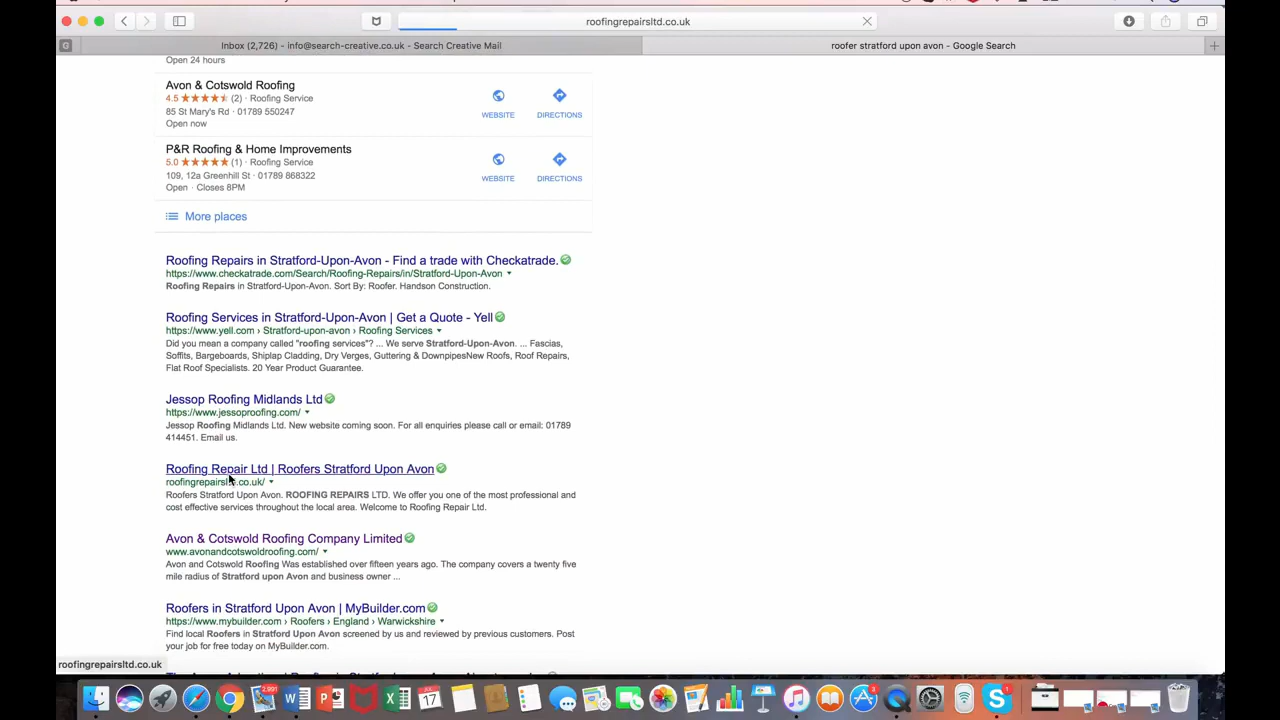 roofingrepairsltd.co.uk
Inbox (2,726) - info@search-creative.co.uk - Search Creative Mail
roofer stratford upon avon - Google Search
G
Open 24 hours
Avon & Cotswold Roofing
4.5 (2) · Roofing Service
85 St Mary's Rd · 01789 550247
Open now
WEBSITE
DIRECTIONS
P&R Roofing & Home Improvements
5.0 (1) · Roofing Service
109, 12a Greenhill St · 01789 868322
Open · Closes 8PM
WEBSITE
DIRECTIONS
More places
Roofing Repairs in Stratford-Upon-Avon - Find a trade with Checkatrade.
https://www.checkatrade.com/Search/Roofing-Repairs/in/Stratford-Upon-Avon
Roofing Repairs in Stratford-Upon-Avon. Sort By: Roofer. Handson Construction.
Roofing Services in Stratford-Upon-Avon | Get a Quote - Yell
https://www.yell.com › Stratford-upon-avon › Roofing Services
Did you mean a company called "roofing services"? ... We serve Stratford-Upon-Avon. ... Fascias,
Soffits, Bargeboards, Shiplap Cladding, Dry Verges, Guttering & DownpipesNew Roofs, Roof Repairs,
Flat Roof Specialists. 20 Year Product Guarantee.
Jessop Roofing Midlands Ltd
https://www.jessoproofing.com/
Jessop Roofing Midlands Ltd. New website coming soon. For all enquiries please call or email: 01789
414451. Email us.
Roofing Repair Ltd | Roofers Stratford Upon Avon
roofingrepairsltd.co.uk/
Roofers Stratford Upon Avon. ROOFING REPAIRS LTD. We offer you one of the most professional and
cost effective services throughout the local area. Welcome to Roofing Repair Ltd.
Avon & Cotswold Roofing Company Limited
www.avonandcotswoldroofing.com/
Avon and Cotswold Roofing Was established over fifteen years ago. The company covers a twenty five
mile radius of Stratford upon Avon and business owner ...
Roofers in Stratford Upon Avon | MyBuilder.com
https://www.mybuilder.com › Roofers › England › Warwickshire
Find local Roofers in Stratford Upon Avon screened by us and reviewed by previous customers. Post
your job for free today on MyBuilder.com.
roofingrepairsltd.co.uk
2,991
JUL
17
3